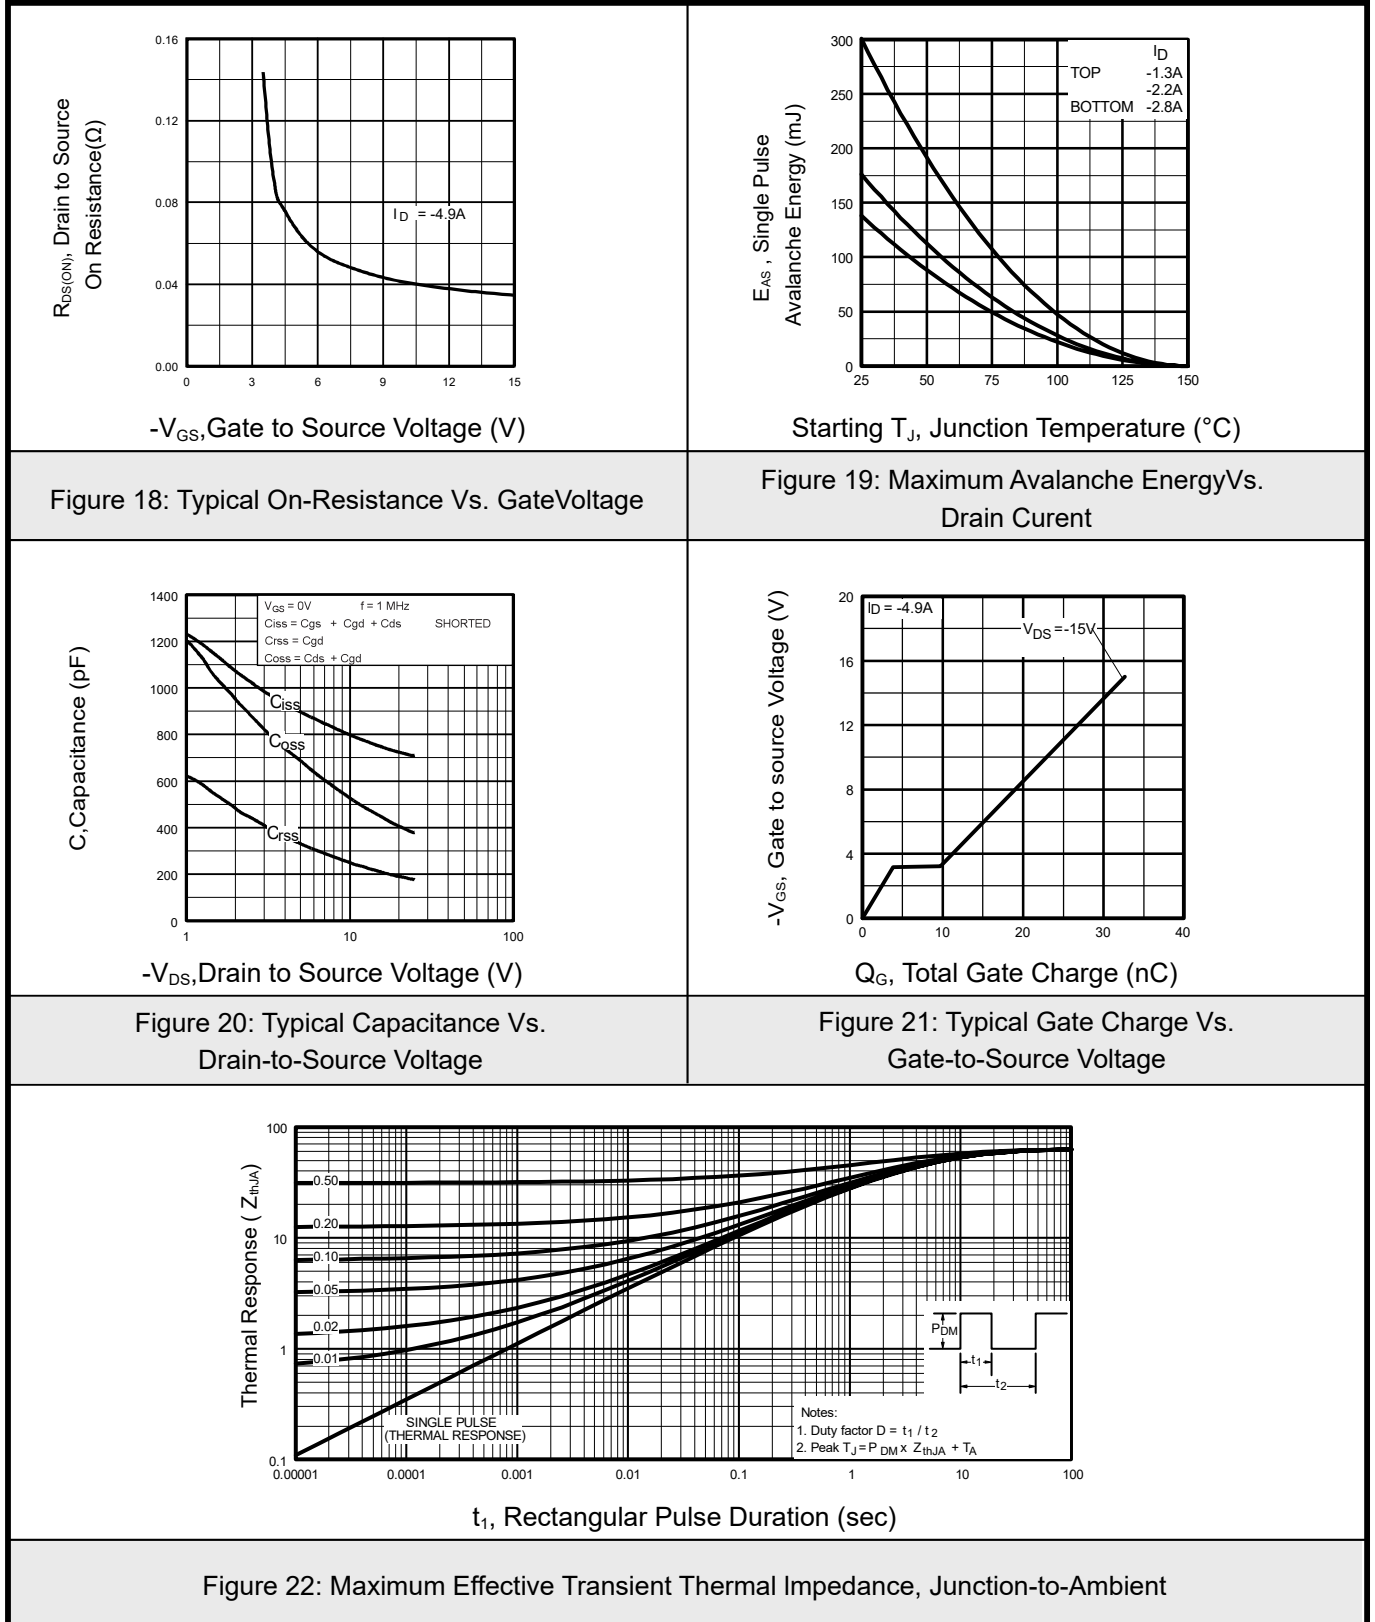 0.16
0.12
0.08
0.04
0.00
0 3 6 9 12 15
ID = -4.9A
RDS(ON), Drain to Source
On Resistance(Ω)
-VGS,Gate to Source Voltage (V)
Figure 18: Typical On-Resistance Vs. GateVoltage
300
250
200
150
100
50
0
25 50 75 100 125 150
ID
TOP -1.3A
-2.2A
BOTTOM -2.8A
EAS , Single Pulse
Avalanche Energy (mJ)
Starting TJ, Junction Temperature (°C)
Figure 19: Maximum Avalanche EnergyVs.
Drain Curent
1400
1200
1000
800
600
400
200
0
1 10 100
VGS = 0V f = 1 MHz
Ciss = Cgs + Cgd + Cds SHORTED
Crss = Cgd
Coss = Cds + Cgd
Ciss
Coss
Crss
C,Capacitance (pF)
-VDS,Drain to Source Voltage (V)
Figure 20: Typical Capacitance Vs.
Drain-to-Source Voltage
20
16
12
8
4
0
0 10 20 30 40
ID = -4.9A
VDS =-15V
-VGS, Gate to source Voltage (V)
QG, Total Gate Charge (nC)
Figure 21: Typical Gate Charge Vs.
Gate-to-Source Voltage
100
10
1
0.1
0.00001 0.0001 0.001 0.01 0.1 1 10 100
0.50
0.20
0.10
0.05
0.02
0.01
SINGLE PULSE
(THERMAL RESPONSE)
PDM
t1
t2
Notes:
1. Duty factor D = t1 / t2
2. Peak TJ = PDM x ZthJA + TA
Thermal Response ( ZthJA)
t1, Rectangular Pulse Duration (sec)
Figure 22: Maximum Effective Transient Thermal Impedance, Junction-to-Ambient